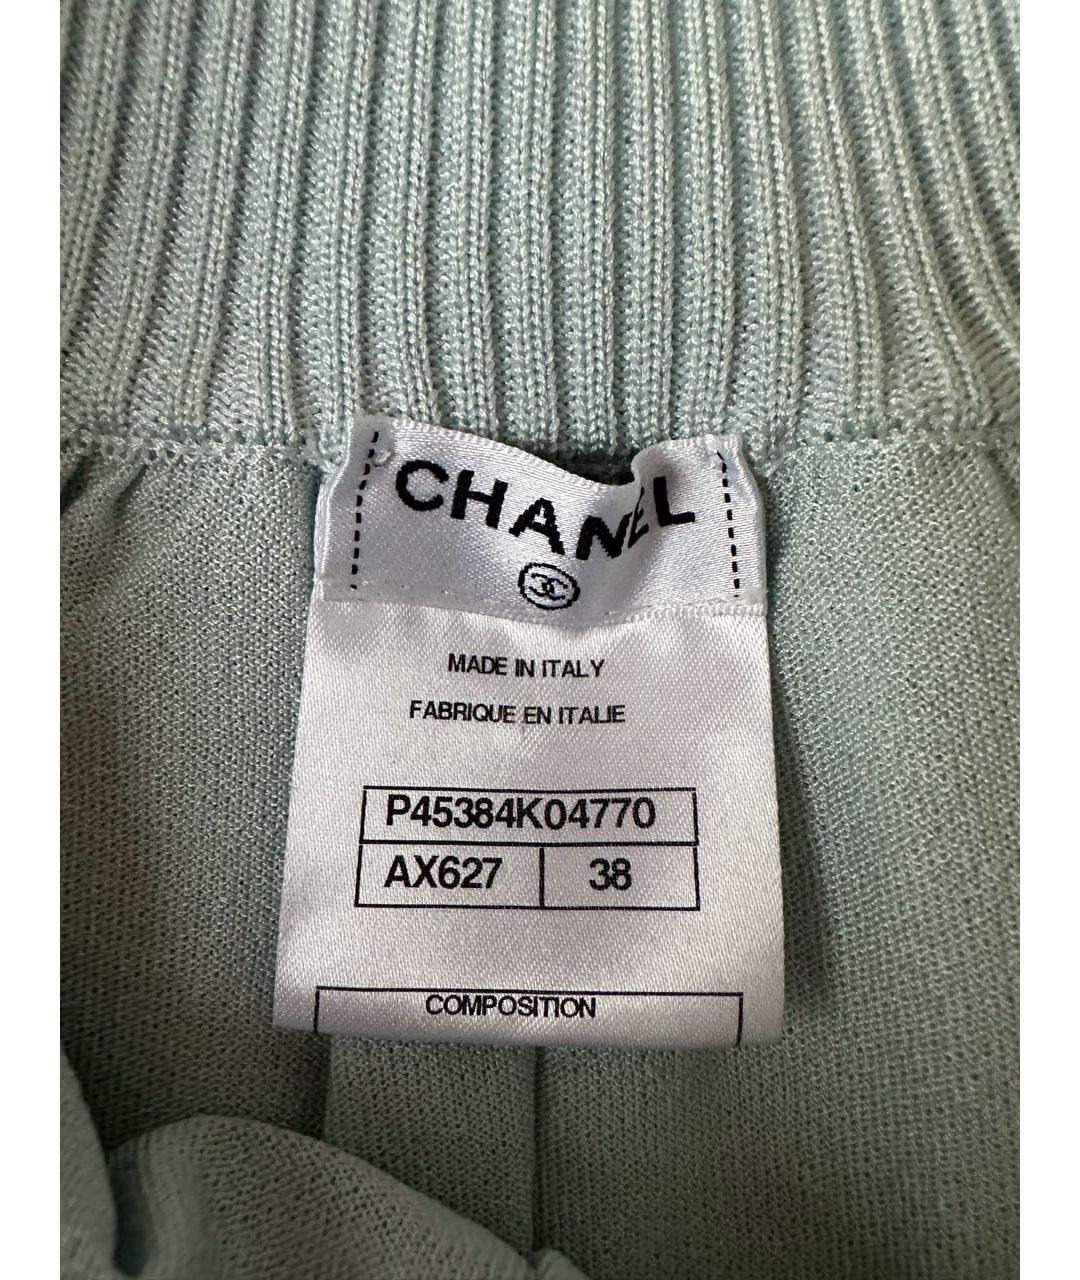 CHANEL
MADE IN ITALY
FABRIQUE EN ITALIE
P45384K04770
AX627 38
COMPOSITION